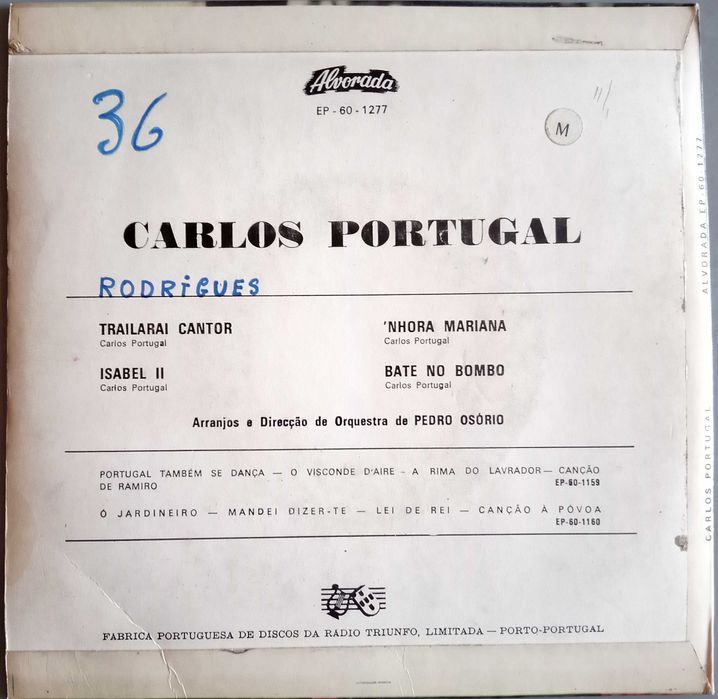 Alvorada
EP - 60 - 1277
36
M
CARLOS PORTUGAL
RODRIGUES
TRAILARAI CANTOR
Carlos Portugal
ISABEL II
Carlos Portugal
'NHORA MARIANA
Carlos Portugal
BATE NO BOMBO
Carlos Portugal
Arranjos e Direcção de Orquestra de PEDRO OSÓRIO
PORTUGAL TAMBÉM SE DANÇA — O VISCONDE D'AIRE - A RIMA DO LAVRADOR — CANÇÃO
DE RAMIRO
EP-60-1159
Ó JARDINEIRO — MANDEI DIZER-TE — LEI DE REI — CANÇÃO À PÓVOA
EP-60-1160
FABRICA PORTUGUESA DE DISCOS DA RÁDIO TRIUNFO, LIMITADA — PORTO-PORTUGAL
ALVORADA EP-60-1277
CARLOS PORTUGAL